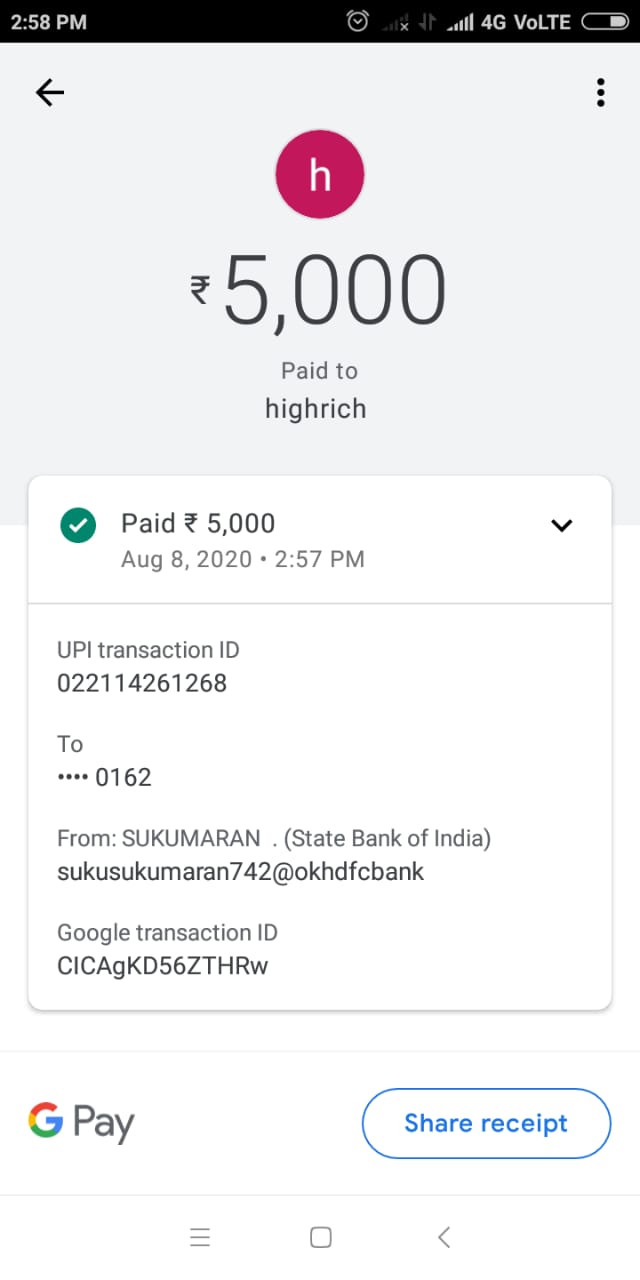 2:58 PM
4G VoLTE
h
₹5,000
Paid to
highrich
Paid ₹ 5,000
Aug 8, 2020 • 2:57 PM
UPI transaction ID
022114261268
To
•••• 0162
From: SUKUMARAN . (State Bank of India)
sukusukumaran742@okhdfcbank
Google transaction ID
CICAgKD56ZTHRw
G Pay
Share receipt